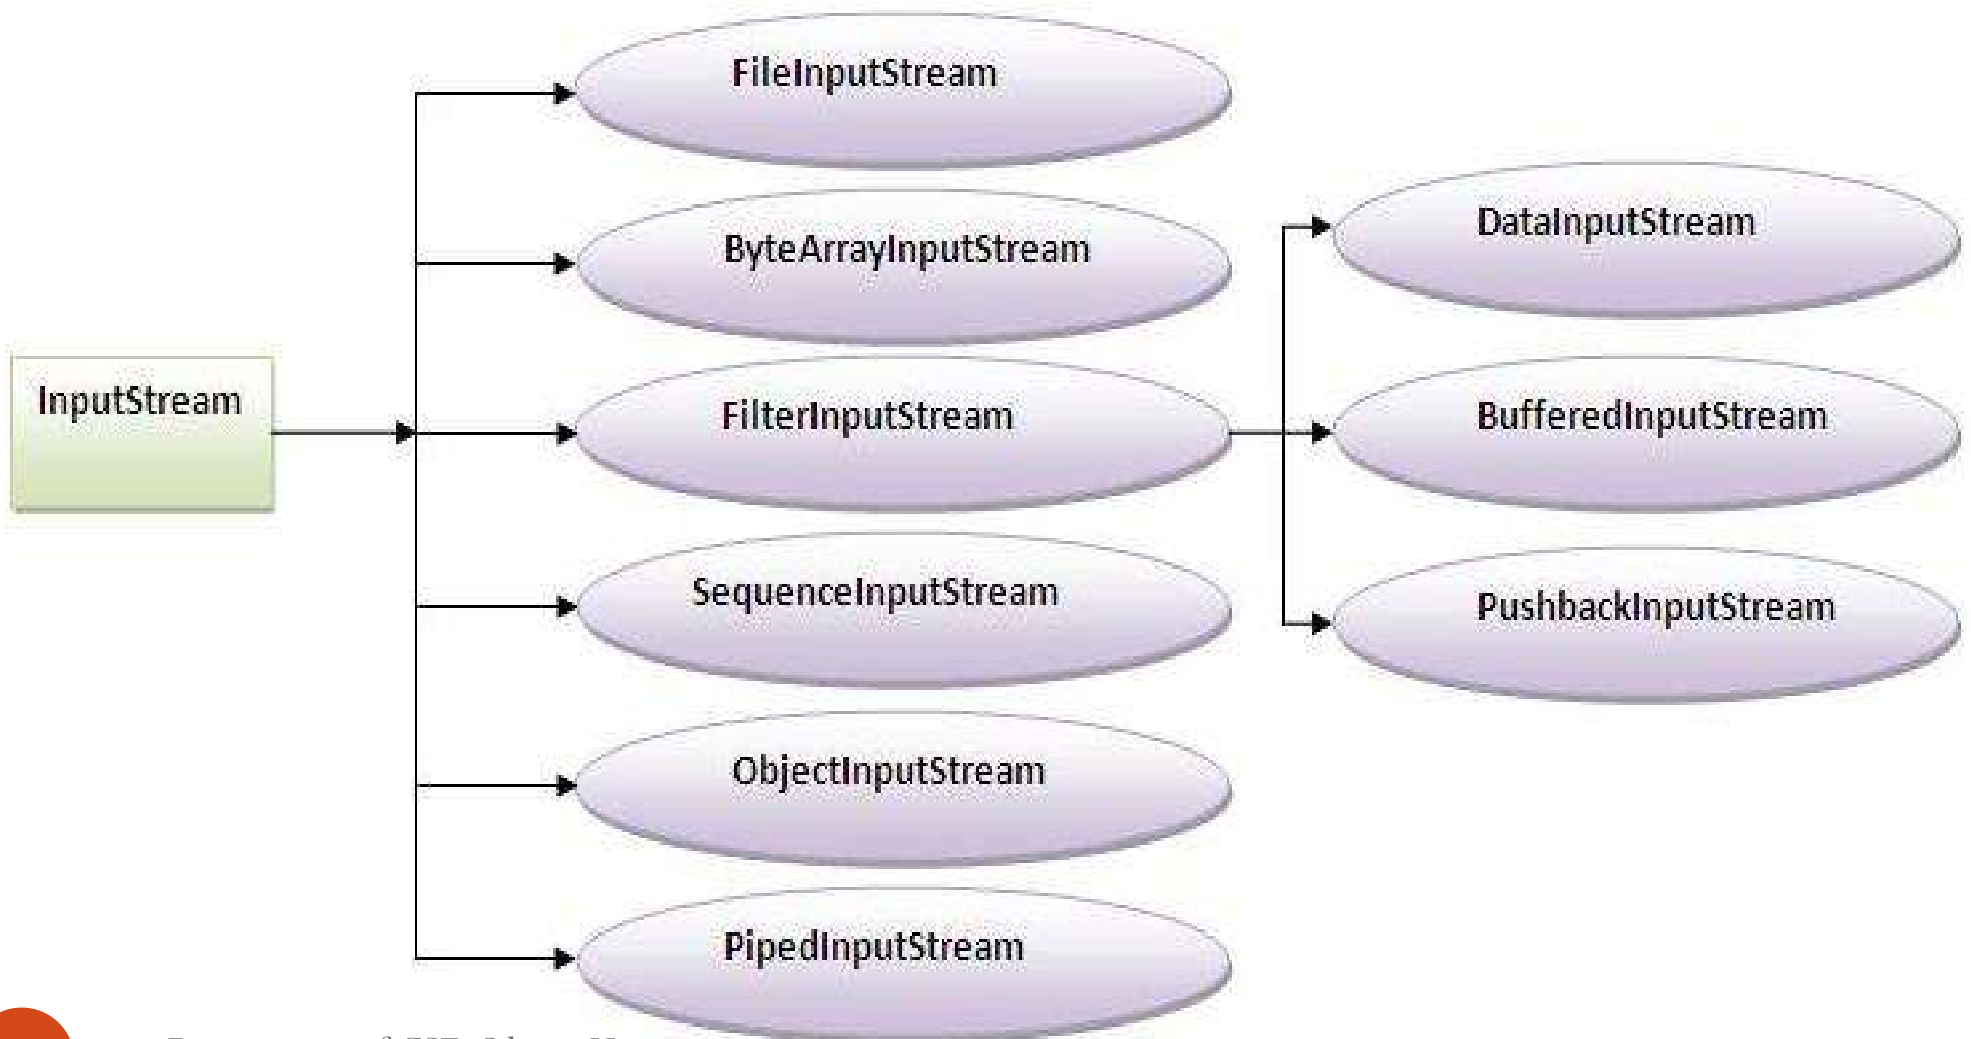 FileInputStream
ByteArrayInputStream
DataInputStream
InputStream
FilterInputStream
BufferedInputStream
SequenceInputStream
PushbackInputStream
ObjectInputStream
PipedInputStream